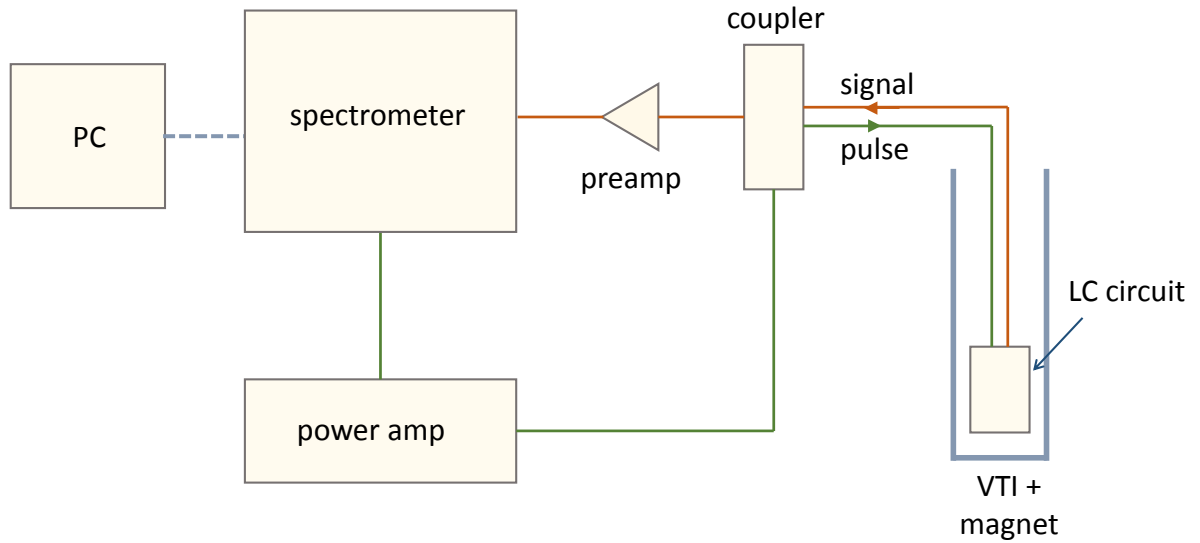 coupler
PC
spectrometer
preamp
signal
pulse
LC circuit
power amp
VTI +
magnet